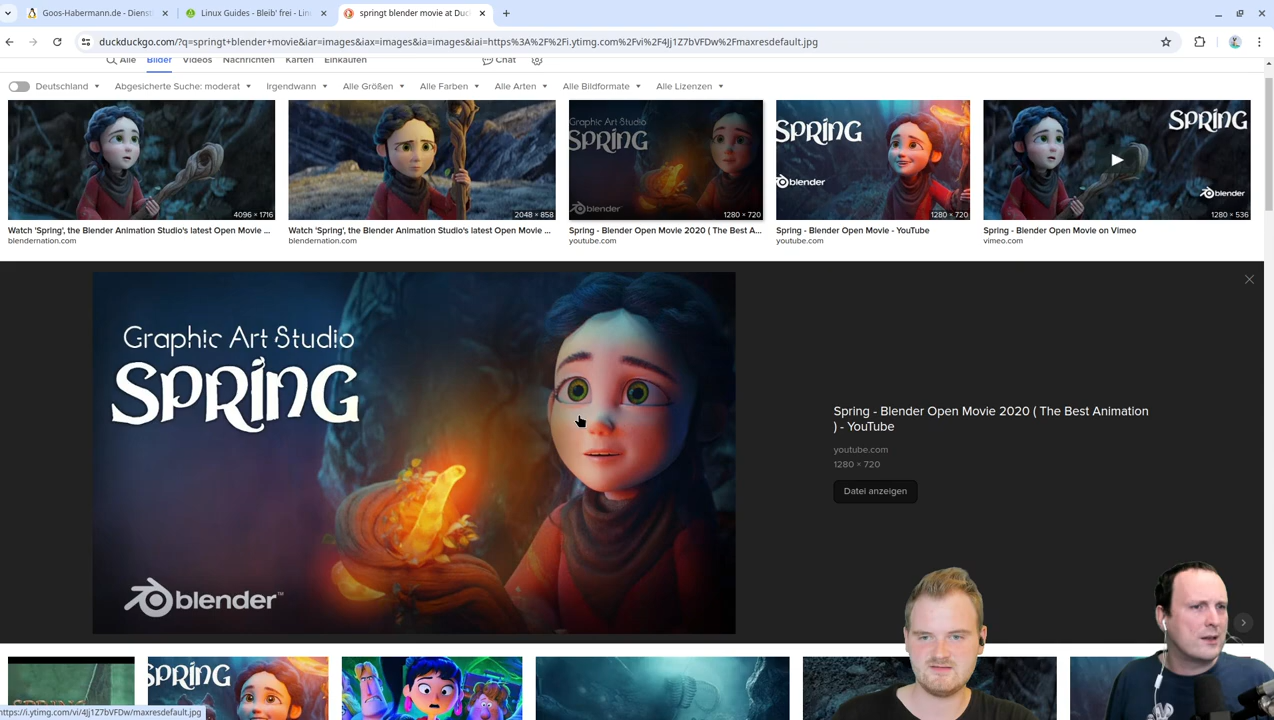 Goos-Habermann.de - Dienstl
Linux Guides - Bleib' frei - Lin
springt blender movie at Duc
duckduckgo.com/?q=springt+blender+movie&iar=images&iax=images&ia=images&iai=https%3A%2F%2Fi.ytimg.com%2Fvi%2F4Jj1Z7bVFDw%2Fmaxresdefault.jpg
Alle Bilder Videos Nachrichten Karten Einkaufen Chat
Deutschland Abgesicherte Suche: moderat Irgendwann Alle Größen Alle Farben Alle Arten Alle Bildformate Alle Lizenzen
4096 × 1716
Watch 'Spring', the Blender Animation Studio's latest Open Movie ...
blendernation.com
2048 × 858
Watch 'Spring', the Blender Animation Studio's latest Open Movie ...
blendernation.com
Graphic Art Studio
SPRING
blender
1280 × 720
Spring - Blender Open Movie 2020 ( The Best A...
youtube.com
SPRING
blender
1280 × 720
Spring - Blender Open Movie - YouTube
youtube.com
SPRING
blender
1280 × 536
Spring - Blender Open Movie on Vimeo
vimeo.com
Graphic Art Studio
SPRING
blender™
Spring - Blender Open Movie 2020 ( The Best Animation
) - YouTube
youtube.com
1280 × 720
Datei anzeigen
SPRING
https://i.ytimg.com/vi/4Jj1Z7bVFDw/maxresdefault.jpg